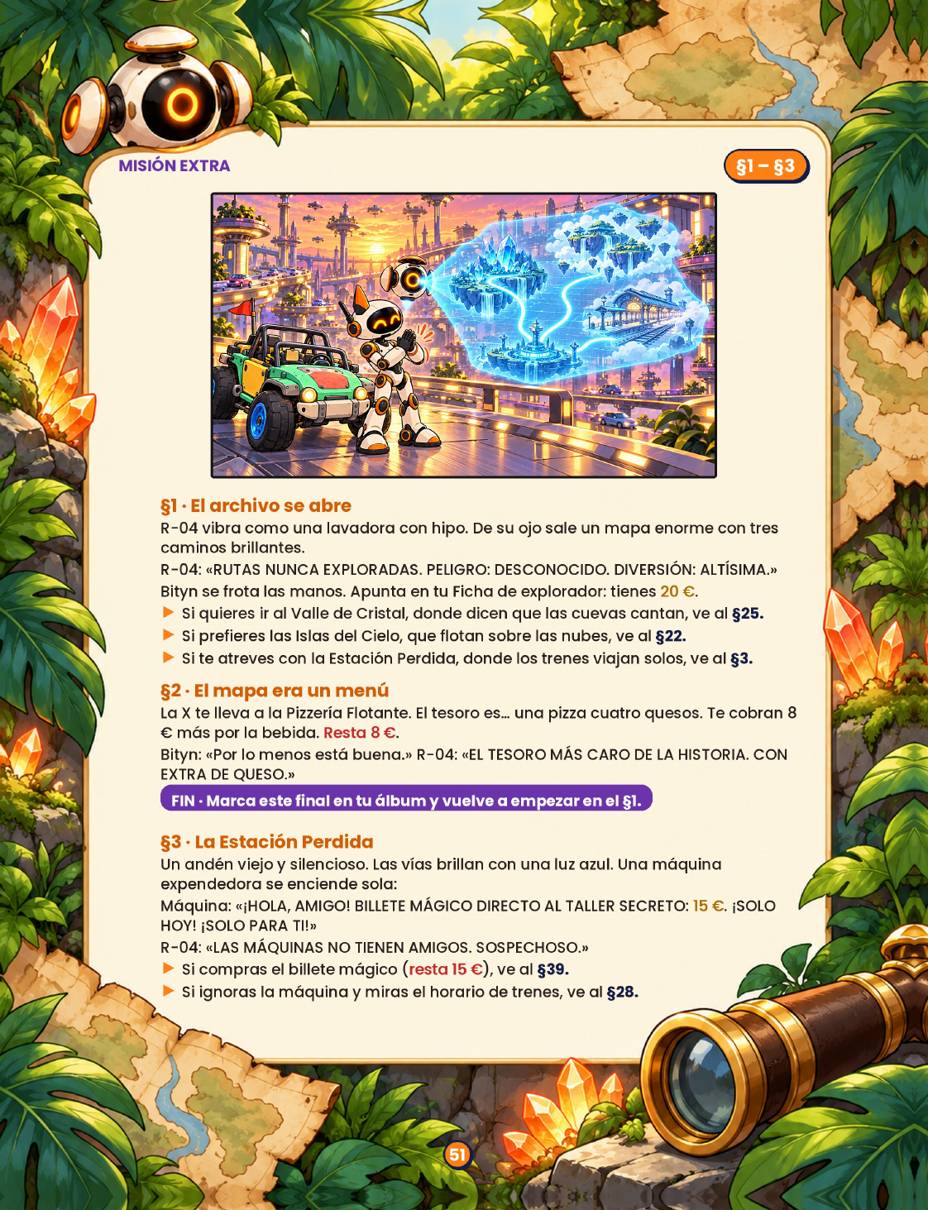 MISIÓN EXTRA
§1 – §3
§1 · El archivo se abre
R-04 vibra como una lavadora con hipo. De su ojo sale un mapa enorme con tres
caminos brillantes.
R-04: «RUTAS NUNCA EXPLORADAS. PELIGRO: DESCONOCIDO. DIVERSIÓN: ALTÍSIMA.»
Bityn se frota las manos. Apunta en tu Ficha de explorador: tienes 20 €.
► Si quieres ir al Valle de Cristal, donde dicen que las cuevas cantan, ve al §25.
► Si prefieres las Islas del Cielo, que flotan sobre las nubes, ve al §22.
► Si te atreves con la Estación Perdida, donde los trenes viajan solos, ve al §3.
§2 · El mapa era un menú
La X te lleva a la Pizzería Flotante. El tesoro es… una pizza cuatro quesos. Te cobran 8
€ más por la bebida. Resta 8 €.
Bityn: «Por lo menos está buena.» R-04: «EL TESORO MÁS CARO DE LA HISTORIA. CON
EXTRA DE QUESO.»
FIN · Marca este final en tu álbum y vuelve a empezar en el §1.
§3 · La Estación Perdida
Un andén viejo y silencioso. Las vías brillan con una luz azul. Una máquina
expendedora se enciende sola:
Máquina: «¡HOLA, AMIGO! BILLETE MÁGICO DIRECTO AL TALLER SECRETO: 15 €. ¡SOLO
HOY! ¡SOLO PARA TI!»
R-04: «LAS MÁQUINAS NO TIENEN AMIGOS. SOSPECHOSO.»
► Si compras el billete mágico (resta 15 €), ve al §39.
► Si ignoras la máquina y miras el horario de trenes, ve al §28.
51